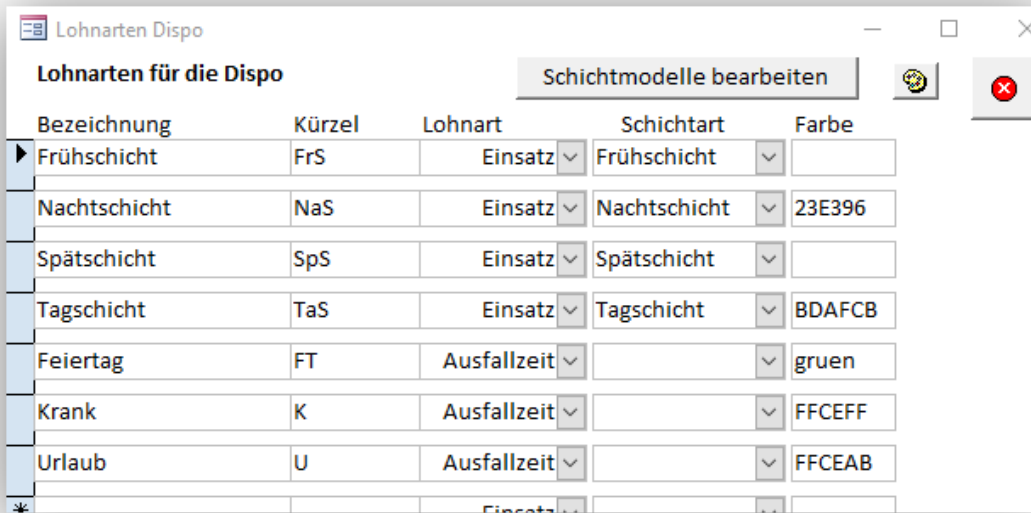 Lohnarten Dispo
Lohnarten für die Dispo Schichtmodelle bearbeiten
Bezeichnung Kürzel Lohnart Schichtart Farbe
Frühschicht FrS Einsatz Frühschicht
Nachtschicht NaS Einsatz Nachtschicht 23E396
Spätschicht SpS Einsatz Spätschicht
Tagschicht TaS Einsatz Tagschicht BDAFCB
Feiertag FT Ausfallzeit gruen
Krank K Ausfallzeit FFCEFF
Urlaub U Ausfallzeit FFCEAB
Einsatz